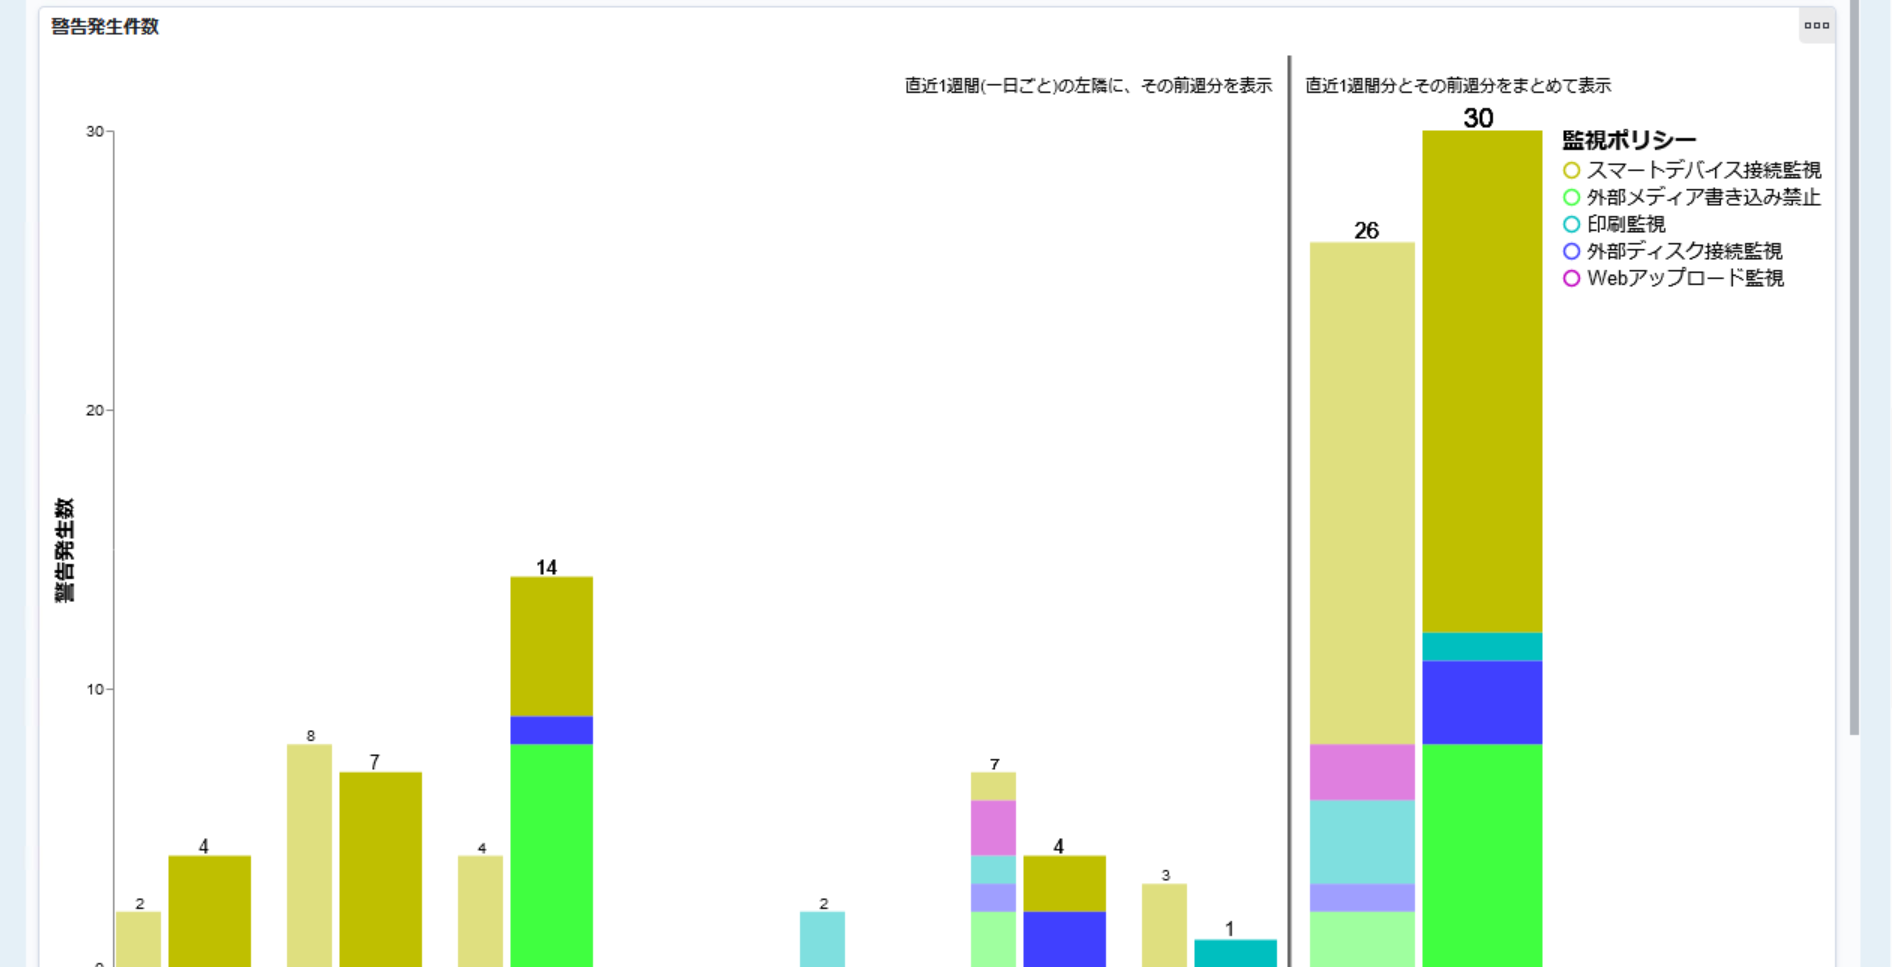 警告発生件数
直近1週間(一日ごと)の左隣に、その前週分を表示
直近1週間分とその前週分をまとめて表示
30
20
10
0
警告発生数
2
4
8
7
4
14
2
7
4
3
1
26
30
監視ポリシー
スマートデバイス接続監視
外部メディア書き込み禁止
印刷監視
外部ディスク接続監視
Webアップロード監視